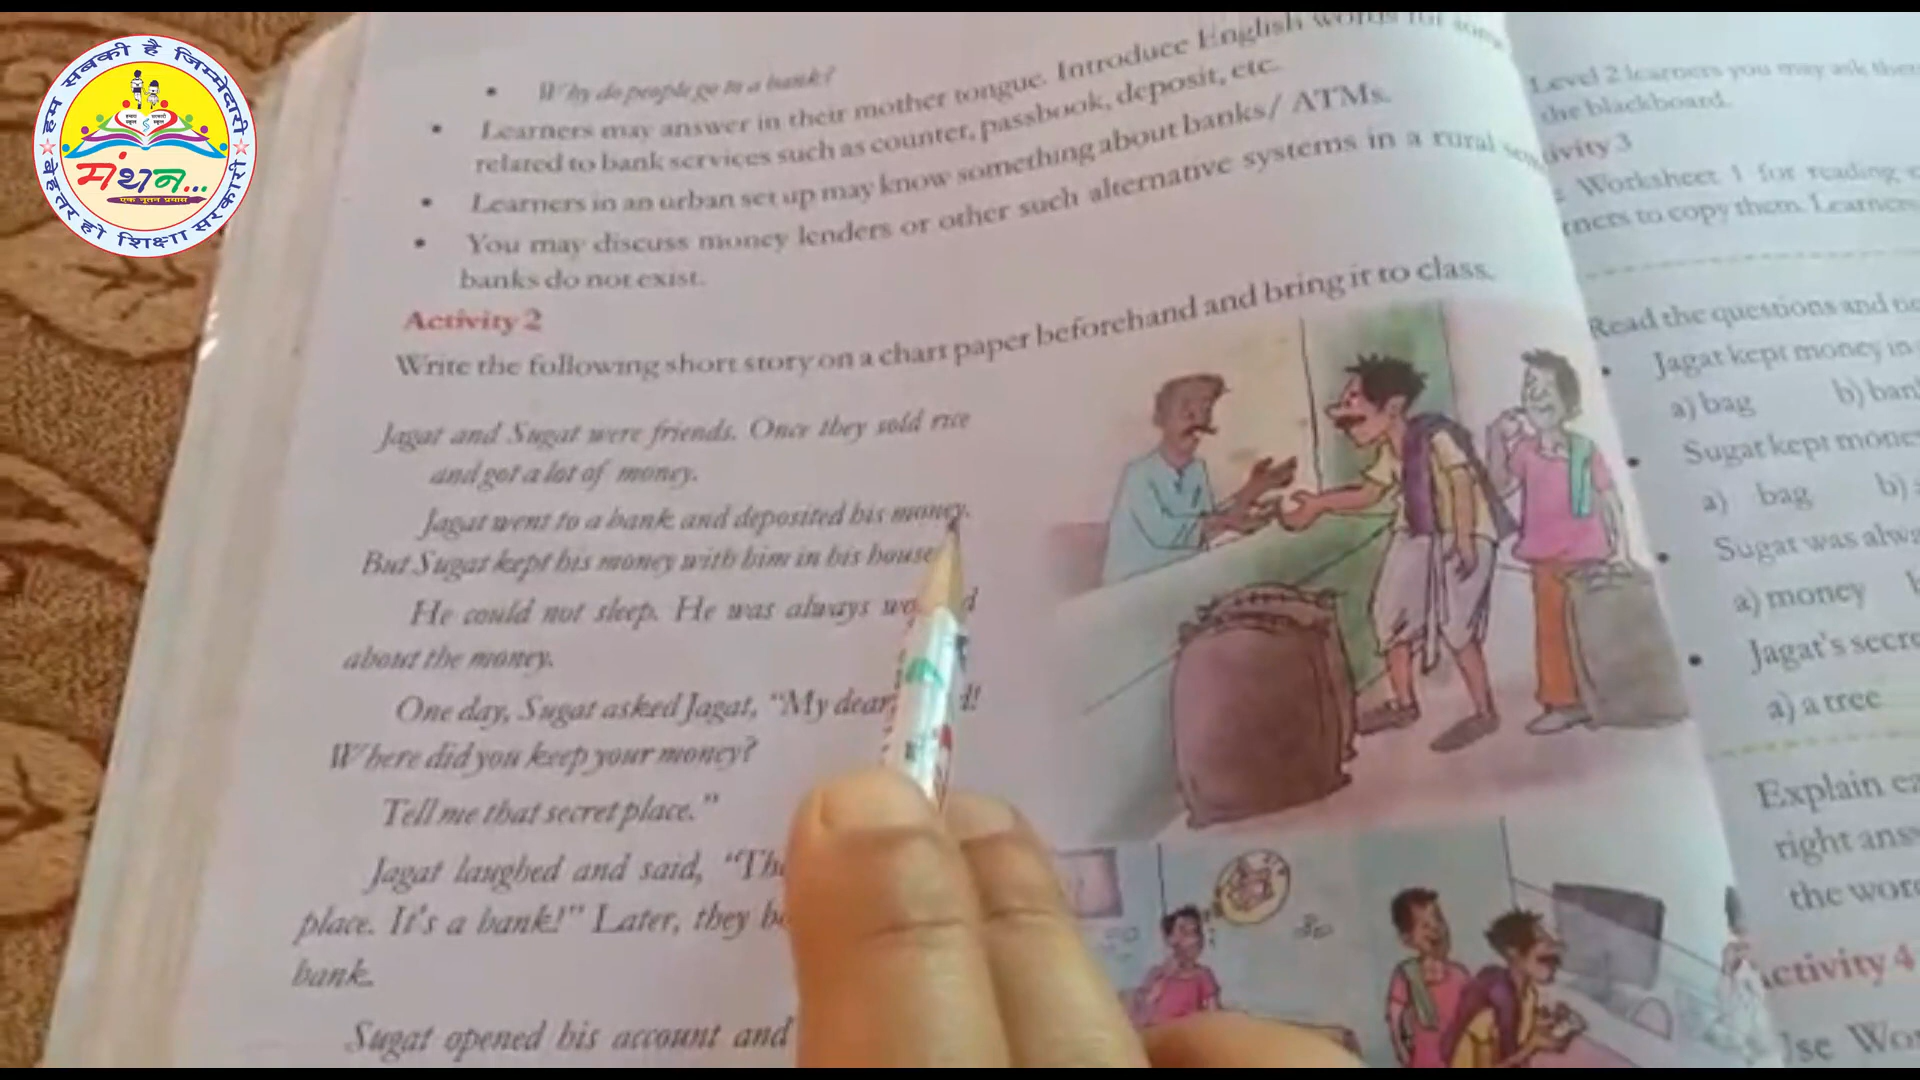 हम सबकी है जिम्मेदारी
बेहतर हो शिक्षा सरकारी
मंथन...
एक नूतन प्रयास
Why do people go to a bank?
Learners may answer in their mother tongue. Introduce English words for some
related to bank services such as counter, passbook, deposit, etc.
Learners in an urban set up may know something about banks/ ATMs.
You may discuss money lenders or other such alternative systems in a rural
banks do not exist.
Activity 2
Write the following short story on a chart paper beforehand and bring it to class.
Jagat and Sugat were friends. Once they sold rice
and got a lot of money.
Jagat went to a bank and deposited his money.
But Sugat kept his money with him in his house
He could not sleep. He was always
about the money.
One day, Sugat asked Jagat, "My dear
Where did you keep your money?
Tell me that secret place."
Jagat laughed and said,
place. It's a bank!" Later, they
bank.
Sugat opened his account and
Level 2 learners you may ask
the blackboard.
ivity 3
Worksheet 1 for reading
to copy them. Learners
Read the questions and
Jagat kept money in
a) bag b)
Sugat kept
a) bag b)
Sugat was
a) money
Jagat's
a) a tree
Explain
right
the
Activity 4